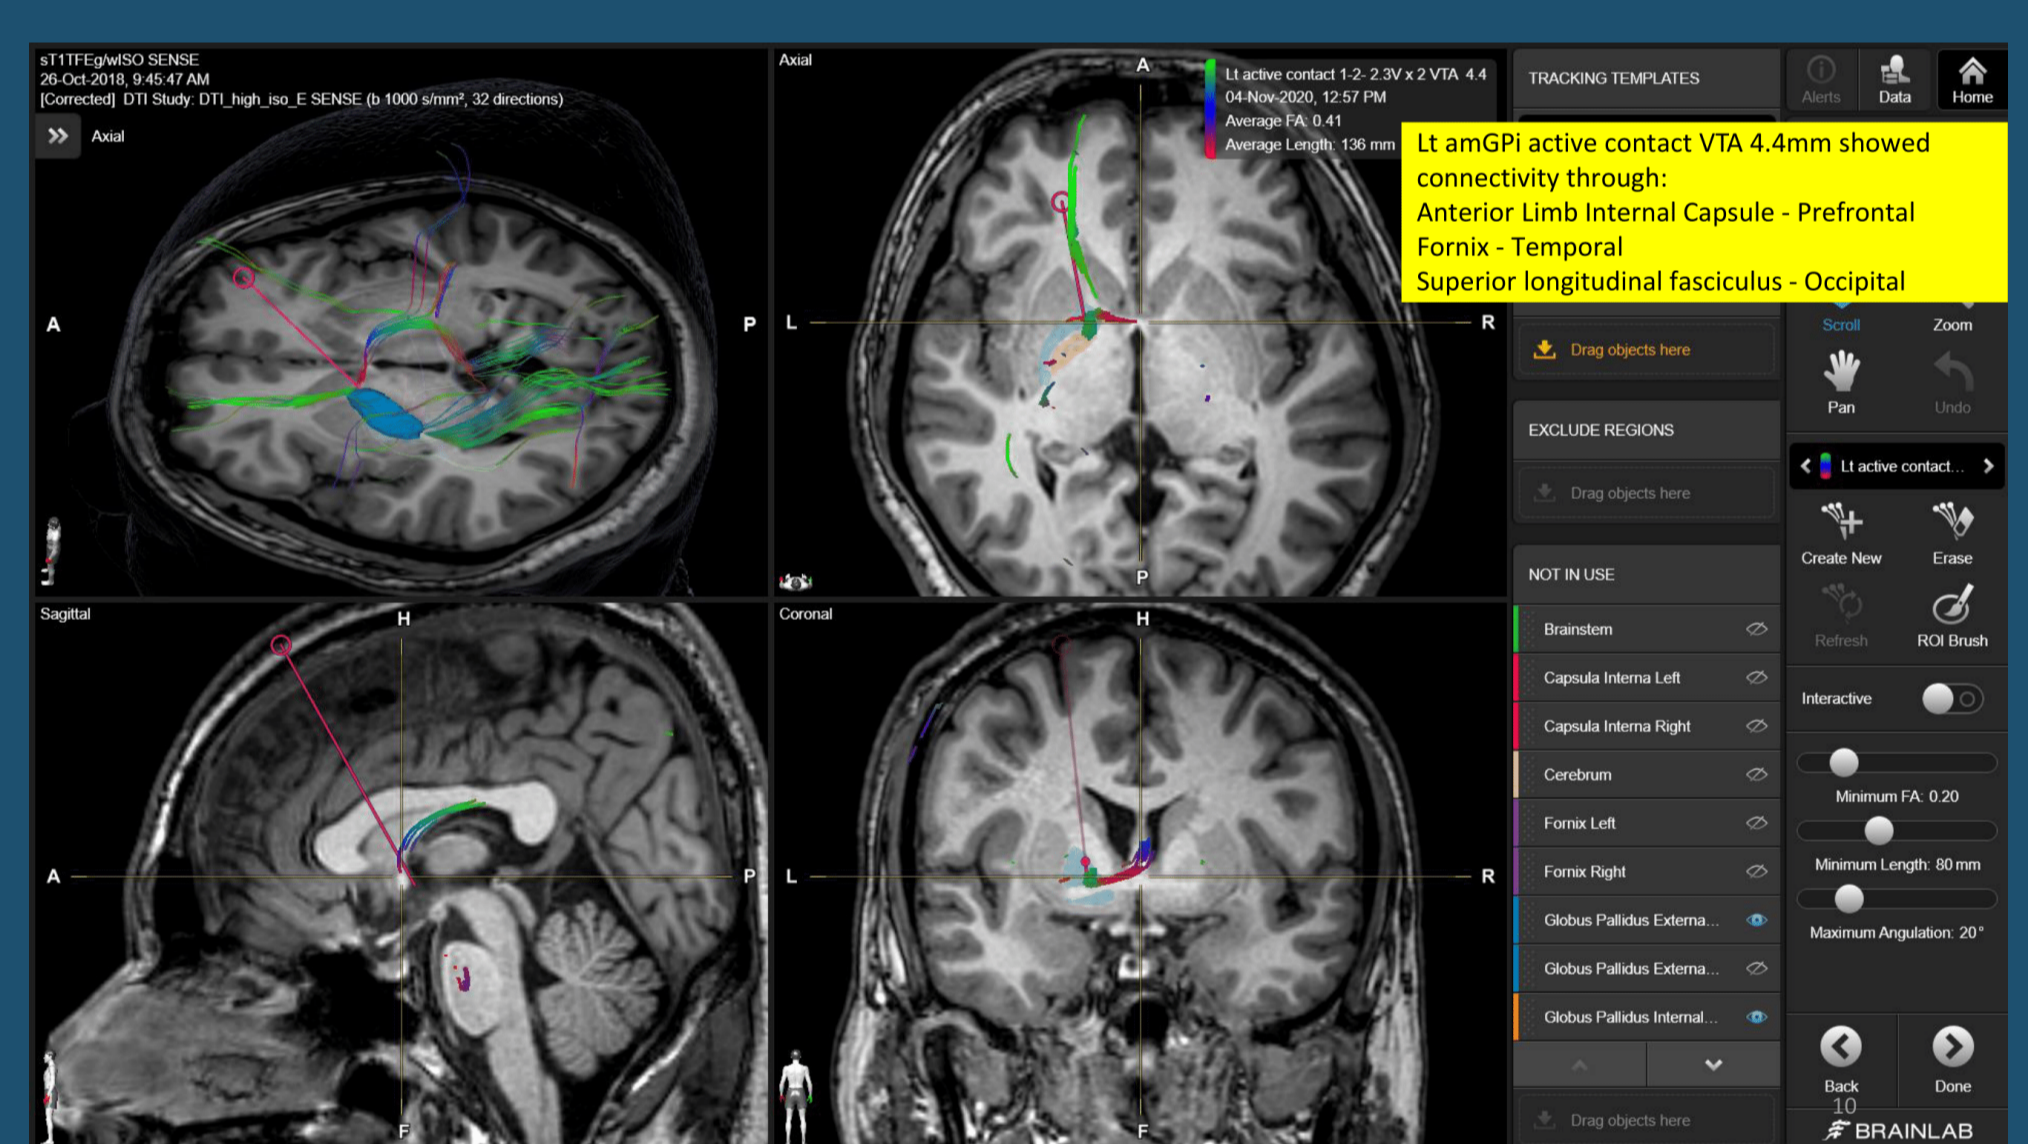 sT1TFEg/wISO SENSE
26-Oct-2018, 9:45:47 AM
[Corrected] DTI Study: DTI_high_iso_E SENSE (b 1000 s/mm², 32 directions)
Axial
A
P
Axial
A
L
R
P
Lt active contact 1-2- 2.3V x 2 VTA 4.4
04-Nov-2020, 12:57 PM
Average FA: 0.41
Average Length: 136 mm
Sagittal
H
A
P
F
Coronal
H
L
R
F
Lt amGPi active contact VTA 4.4mm showed
connectivity through:
Anterior Limb Internal Capsule - Prefrontal
Fornix - Temporal
Superior longitudinal fasciculus - Occipital
TRACKING TEMPLATES
Drag objects here
EXCLUDE REGIONS
Drag objects here
NOT IN USE
Brainstem
Capsula Interna Left
Capsula Interna Right
Cerebrum
Fornix Left
Fornix Right
Globus Pallidus Externa...
Globus Pallidus Externa...
Globus Pallidus Internal...
Drag objects here
Alerts
Data
Home
Scroll
Zoom
Pan
Undo
Lt active contact...
Create New
Erase
Refresh
ROI Brush
Interactive
Minimum FA: 0.20
Minimum Length: 80 mm
Maximum Angulation: 20°
Back
Done
10
BRAINLAB